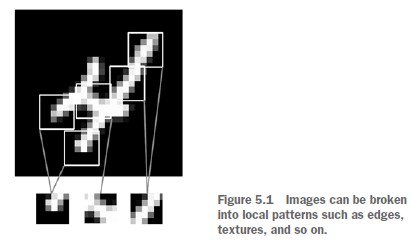 Figure 5.1 Images can be broken
into local patterns such as edges,
textures, and so on.